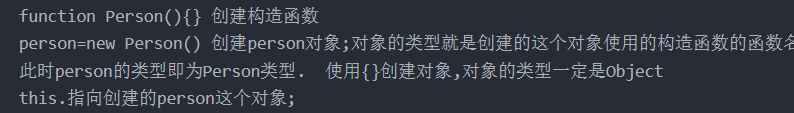 function Person(){} 创建构造函数
person=new Person() 创建person对象;对象的类型就是创建的这个对象使用的构造函数的函数名
此时person的类型即为Person类型.  使用{}创建对象,对象的类型一定是Object
this.指向创建的person这个对象;